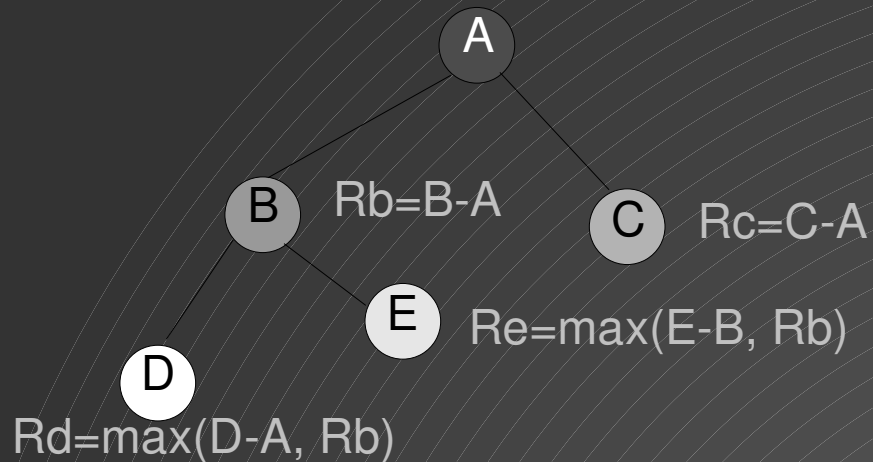 A
B
Rb=B-A
C
Rc=C-A
E
Re=max(E-B, Rb)
D
Rd=max(D-A, Rb)